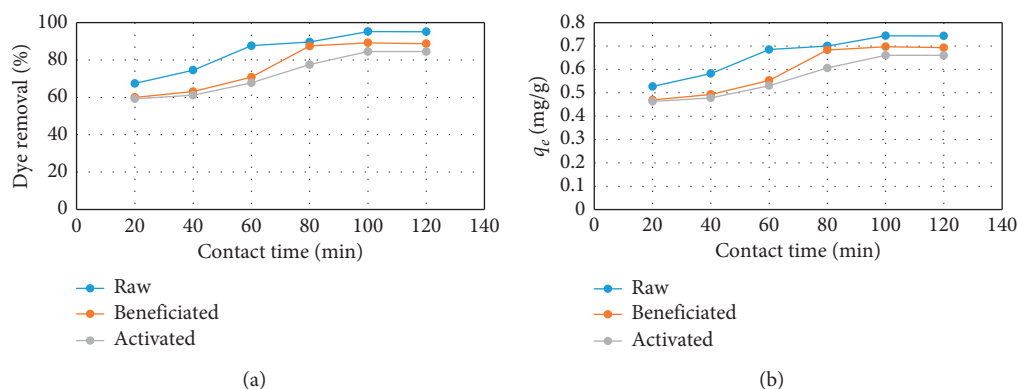 100
80
60
40
20
0
Dye removal (%)
0 20 40 60 80 100 120 140
Contact time (min)
Raw
Beneficiated
Activated
(a)
0.8
0.7
0.6
0.5
0.4
0.3
0.2
0.1
0
qe (mg/g)
0 20 40 60 80 100 120 140
Contact time (min)
Raw
Beneficiated
Activated
(b)